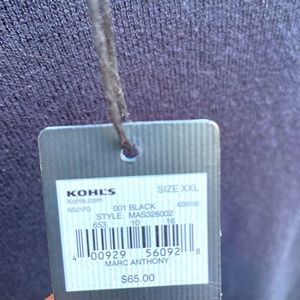 KOHL'S SIZE XXL
Kohls.com
001 BLACK
STYLE MAS326002
653 10 16
4 00929 56092 8
MARC ANTHONY
$65.00